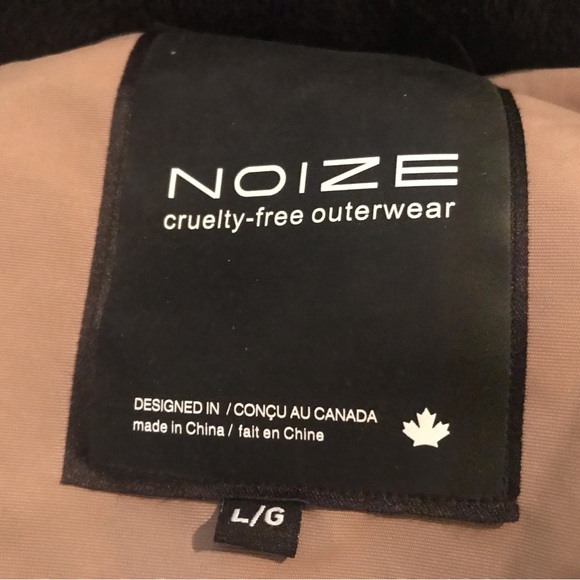 NOIZE
cruelty-free outerwear
DESIGNED IN / CONÇU AU CANADA
made in China / fait en Chine
L/G